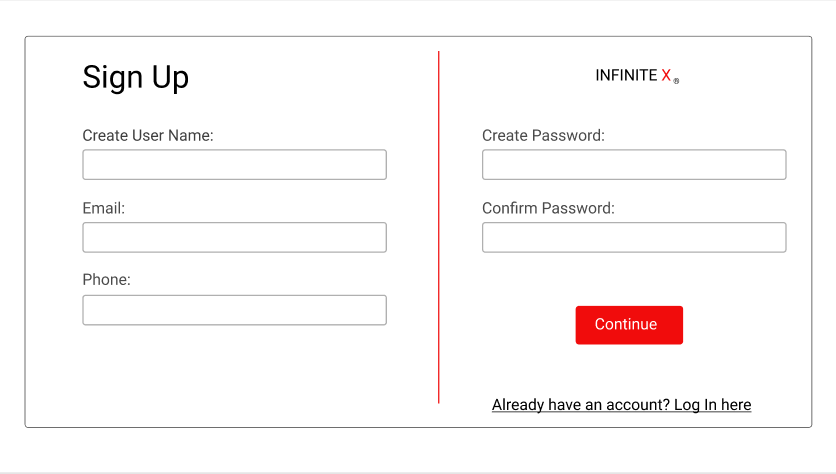 Sign Up
Create User Name:
Email:
Phone:
INFINITE X ®
Create Password:
Confirm Password:
Continue
Already have an account? Log In here